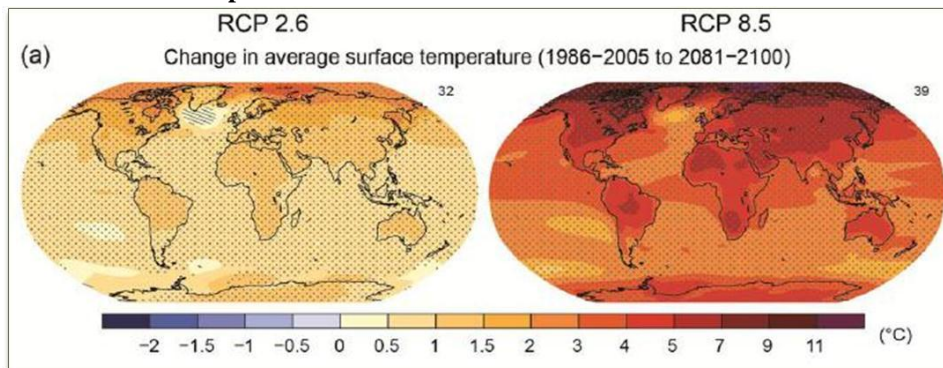 RCP 2.6 RCP 8.5
(a) Change in average surface temperature (1986−2005 to 2081−2100)
32 39
−2 −1.5 −1 −0.5 0 0.5 1 1.5 2 3 4 5 7 9 11 (°C)